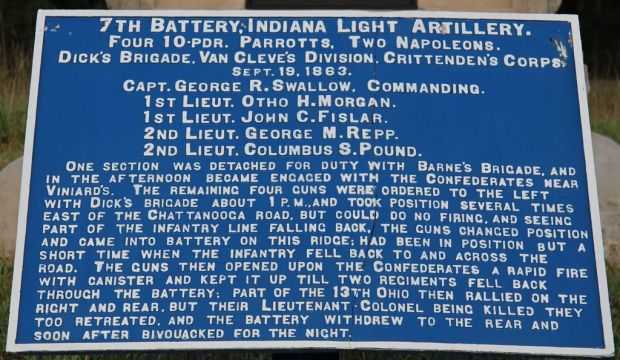 7TH BATTERY, INDIANA LIGHT ARTILLERY.
FOUR 10-PDR. PARROTTS, TWO NAPOLEONS.
DICK'S BRIGADE, VAN CLEVE'S DIVISION, CRITTENDEN'S CORPS.
SEPT. 19, 1863.
CAPT. GEORGE R. SWALLOW, COMMANDING.
1ST LIEUT. OTHO H. MORGAN.
1ST LIEUT. JOHN C. FISLAR.
2ND LIEUT. GEORGE M. REPP.
2ND LIEUT. COLUMBUS S. POUND.
ONE SECTION WAS DETACHED FOR DUTY WITH BARNE'S BRIGADE, AND
IN THE AFTERNOON BECAME ENGAGED WITH THE CONFEDERATES NEAR
VINIARD'S. THE REMAINING FOUR GUNS WERE ORDERED TO THE LEFT
WITH DICK'S BRIGADE ABOUT 1 P.M., AND TOOK POSITION SEVERAL TIMES
EAST OF THE CHATTANOOGA ROAD, BUT COULD DO NO FIRING, AND SEEING
PART OF THE INFANTRY LINE FALLING BACK, THE GUNS CHANGED POSITION
AND CAME INTO BATTERY ON THIS RIDGE; HAD BEEN IN POSITION BUT A
SHORT TIME WHEN THE INFANTRY FELL BACK TO AND ACROSS THE
ROAD. THE GUNS THEN OPENED UPON THE CONFEDERATES A RAPID FIRE
WITH CANISTER AND KEPT IT UP TILL TWO REGIMENTS FELL BACK
THROUGH THE BATTERY; PART OF THE 13TH OHIO THEN RALLIED ON THE
RIGHT AND REAR, BUT THEIR LIEUTENANT-COLONEL BEING KILLED THEY
TOO RETREATED, AND THE BATTERY WITHDREW TO THE REAR AND
SOON AFTER BIVOUACKED FOR THE NIGHT.